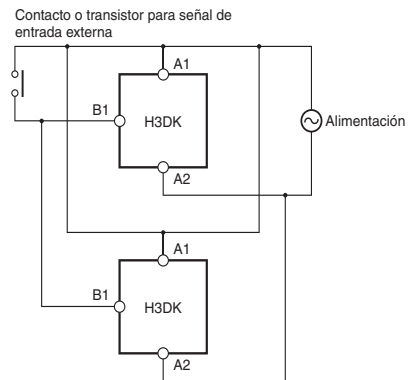 Contacto o transistor para señal de
entrada externa
A1
B1
H3DK
Alimentación
A2
A1
B1
H3DK
A2